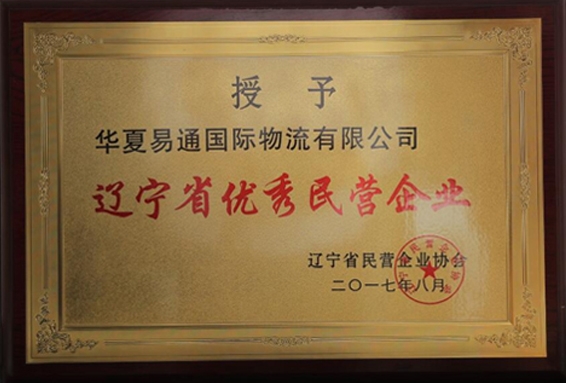 授 予
华夏易通国际物流有限公司
辽宁省优秀民营企业
辽宁省民营企业协会
二〇一七年八月